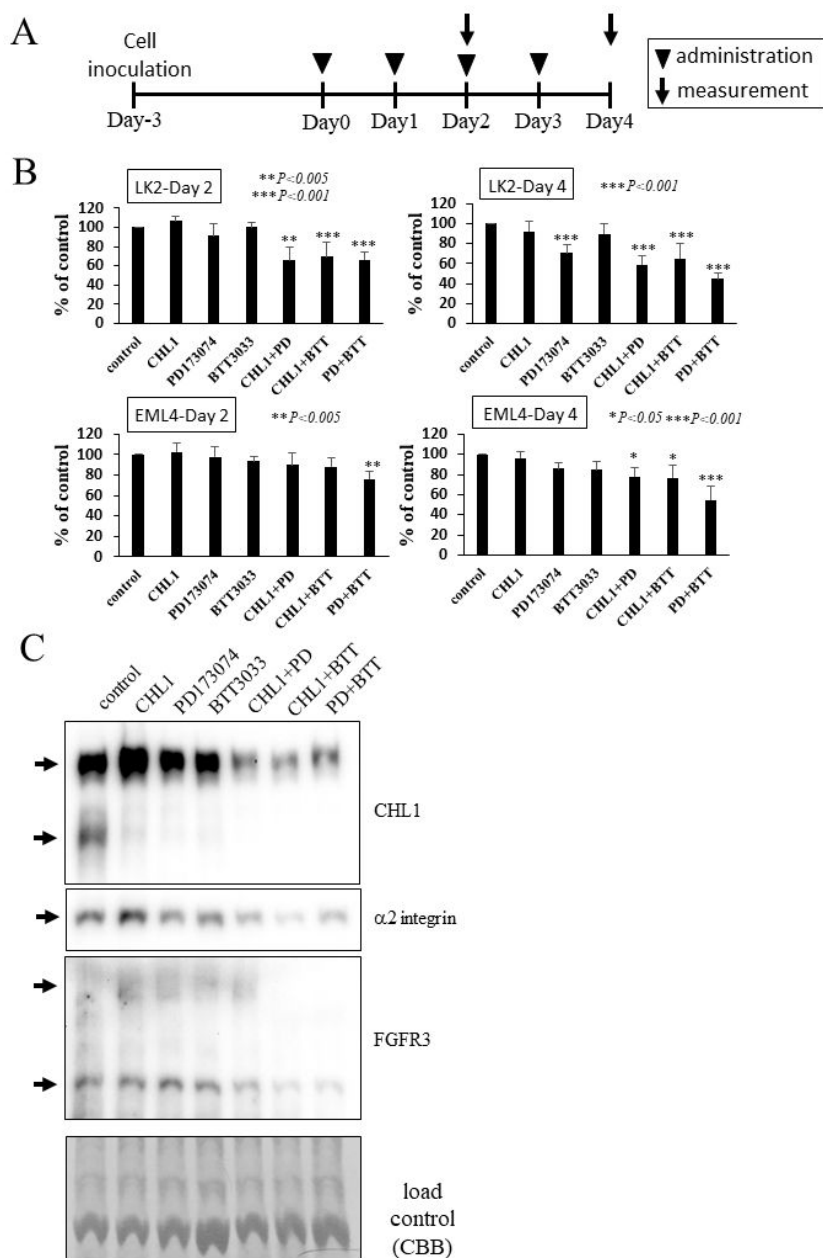 A
Cell
inoculation
Day-3
Day0
Day1
Day2
Day3
Day4
administration
measurement
B
LK2-Day 2
**P<0.005
***P<0.001
% of control
120
100
80
60
40
20
0
** *** ***
control CHL1 PD173074 BTT3033 CHL1+PD CHL1+BTT PD+BTT
LK2-Day 4
***P<0.001
% of control
120
100
80
60
40
20
0
*** *** *** ***
control CHL1 PD173074 BTT3033 CHL1+PD CHL1+BTT PD+BTT
EML4-Day 2
**P<0.005
% of control
120
100
80
60
40
20
0
**
control CHL1 PD173074 BTT3033 CHL1+PD CHL1+BTT PD+BTT
EML4-Day 4
*P<0.05 ***P<0.001
% of control
120
100
80
60
40
20
0
* * ***
control CHL1 PD173074 BTT3033 CHL1+PD CHL1+BTT PD+BTT
C
control CHL1 PD173074 BTT3033 CHL1+PD CHL1+BTT PD+BTT
CHL1
α2 integrin
FGFR3
load
control
(CBB)